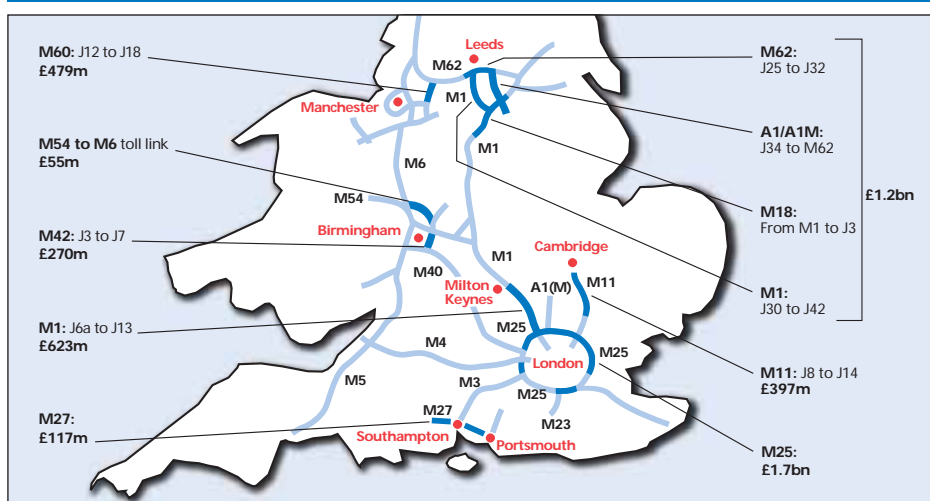 M60: J12 to J18
£479m
M54 to M6 toll link
£55m
M42: J3 to J7
£270m
M1: J6a to J13
£623m
M27:
£117m
Leeds
M62
M1
Manchester
M1
M6
M54
Birmingham
M40
M1
Cambridge
Milton
Keynes
A1(M)
M11
M25
M4
London
M25
M5
M3
M25
M27
M23
Southampton
Portsmouth
M62:
J25 to J32
A1/A1M:
J34 to M62
£1.2bn
M18:
From M1 to J3
M1:
J30 to J42
M11: J8 to J14
£397m
M25:
£1.7bn